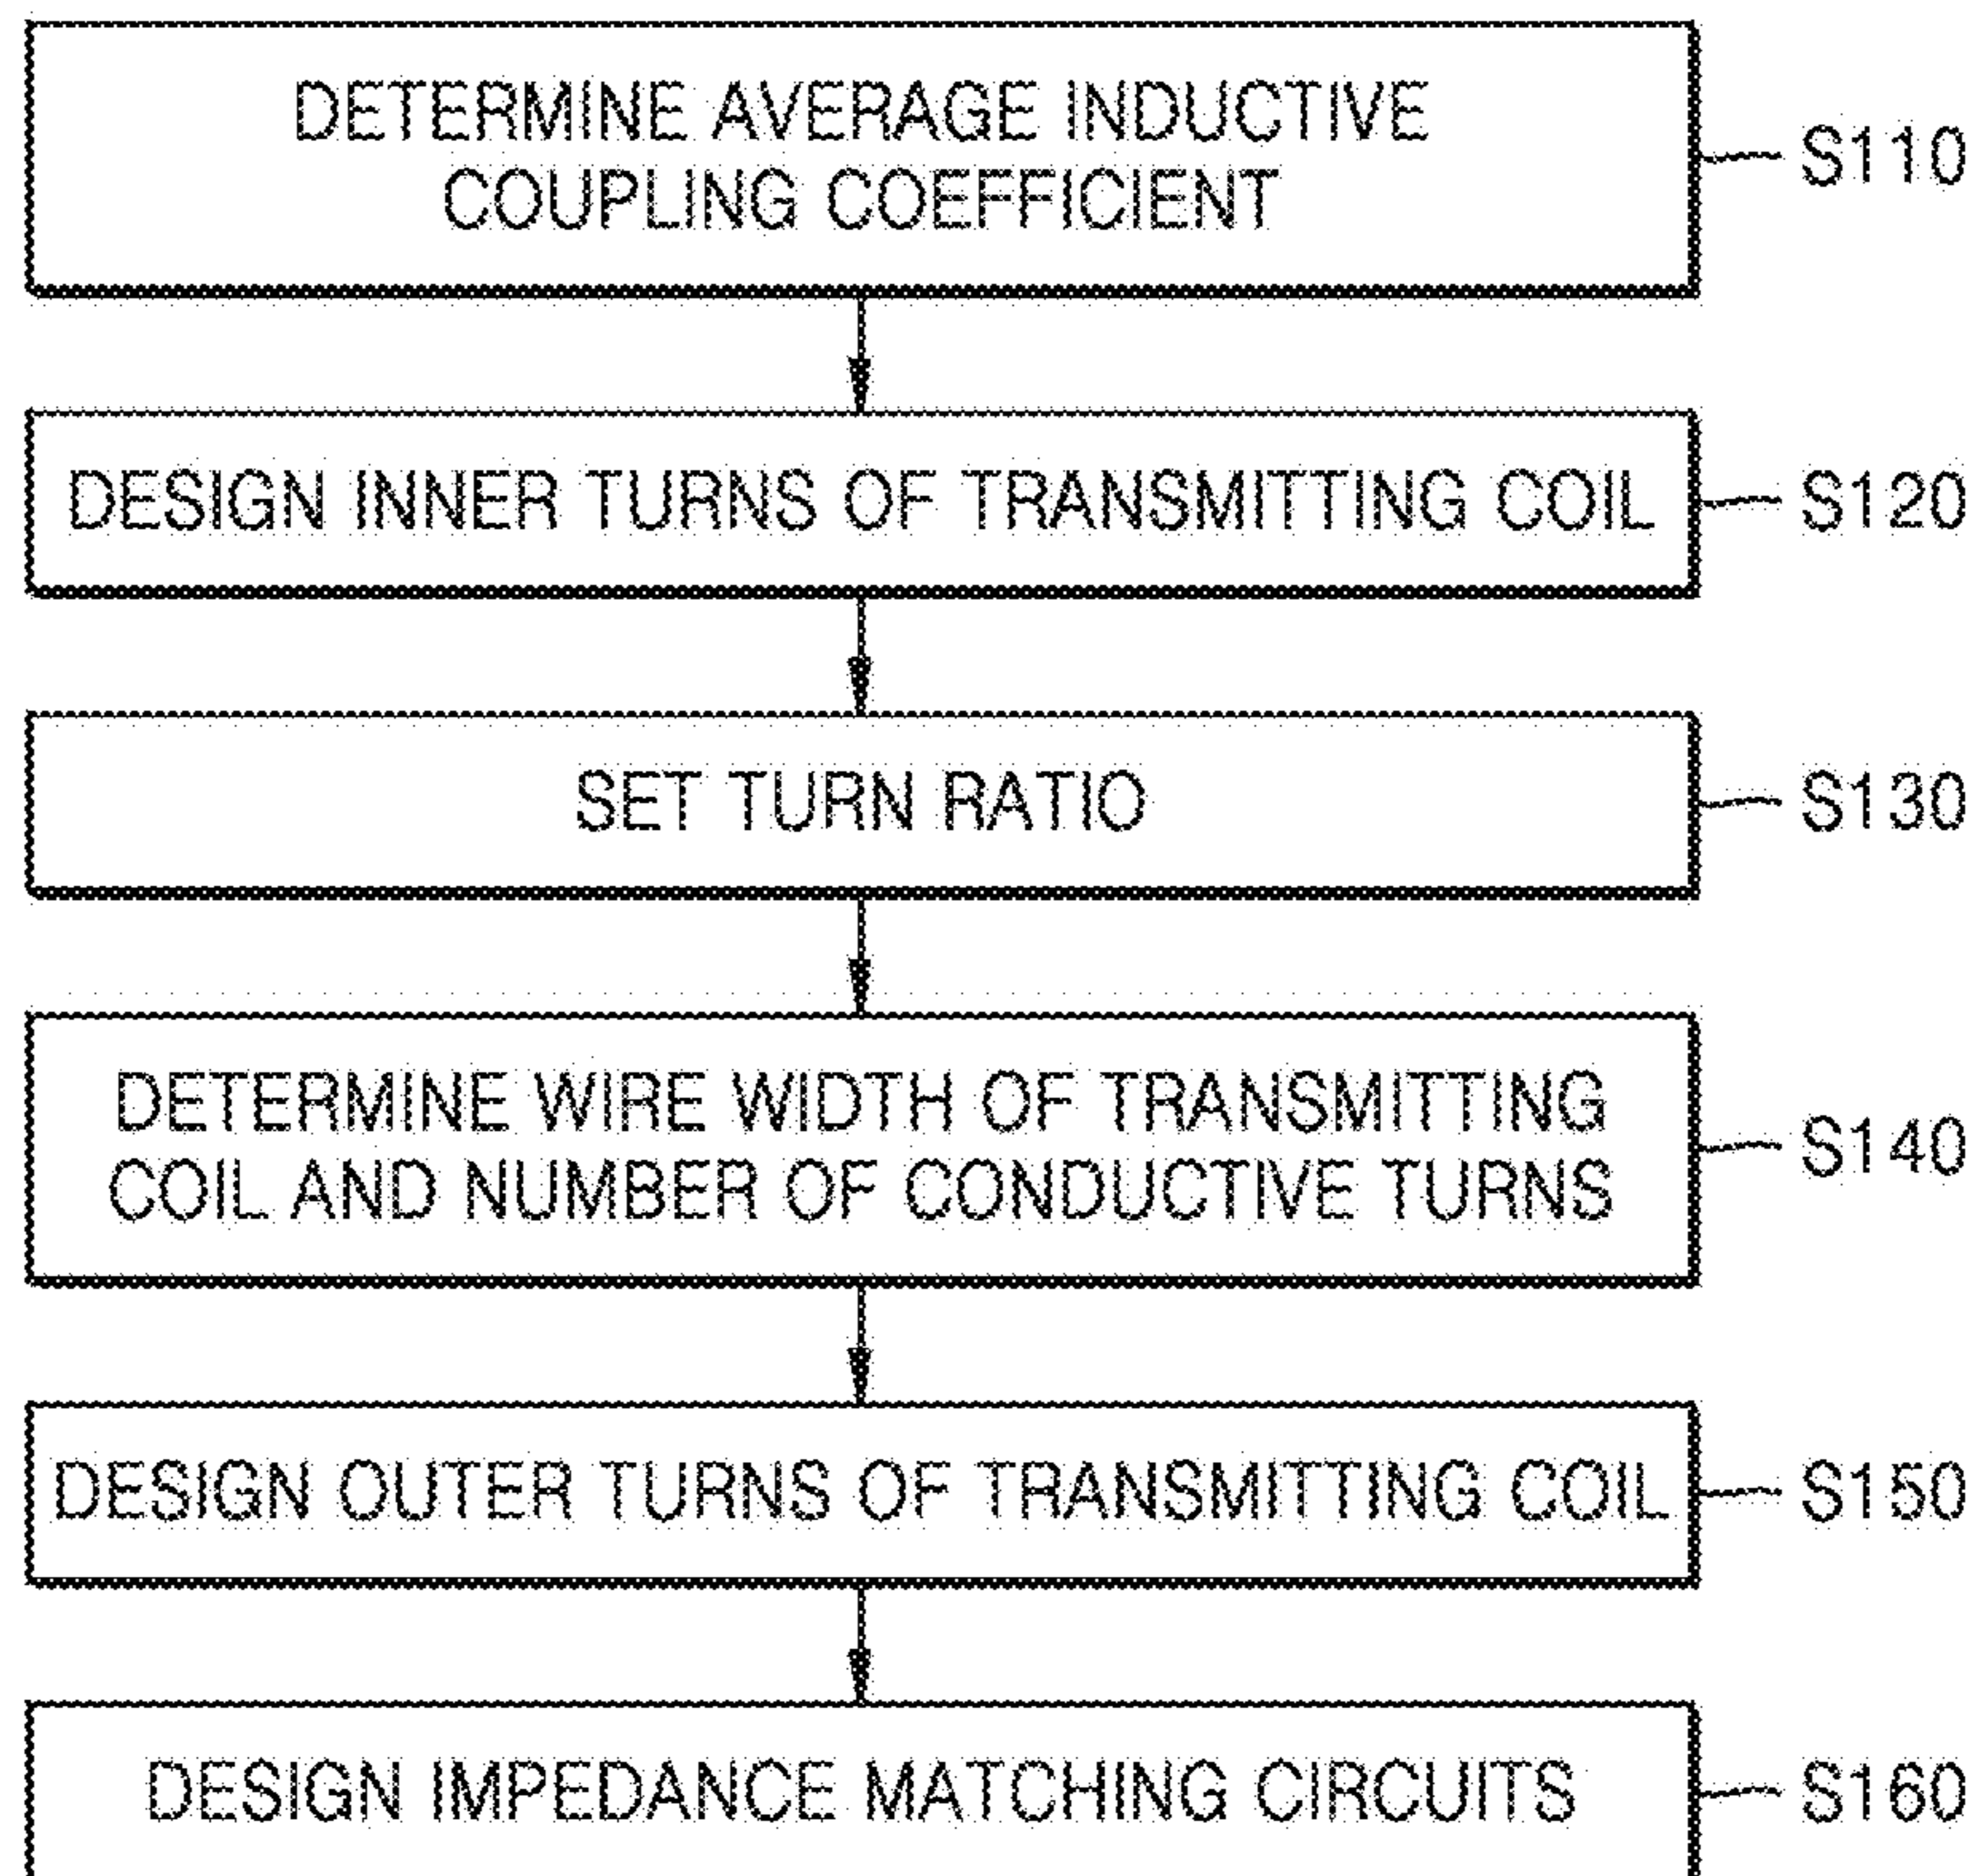 DETERMINE AVERAGE INDUCTIVE
COUPLING COEFFICIENT
S110
DESIGN INNER TURNS OF TRANSMITTING COIL
S120
SET TURN RATIO
S130
DETERMINE WIRE WIDTH OF TRANSMITTING
COIL AND NUMBER OF CONDUCTIVE TURNS
S140
DESIGN OUTER TURNS OF TRANSMITTING COIL
S150
DESIGN IMPEDANCE MATCHING CIRCUITS
S160